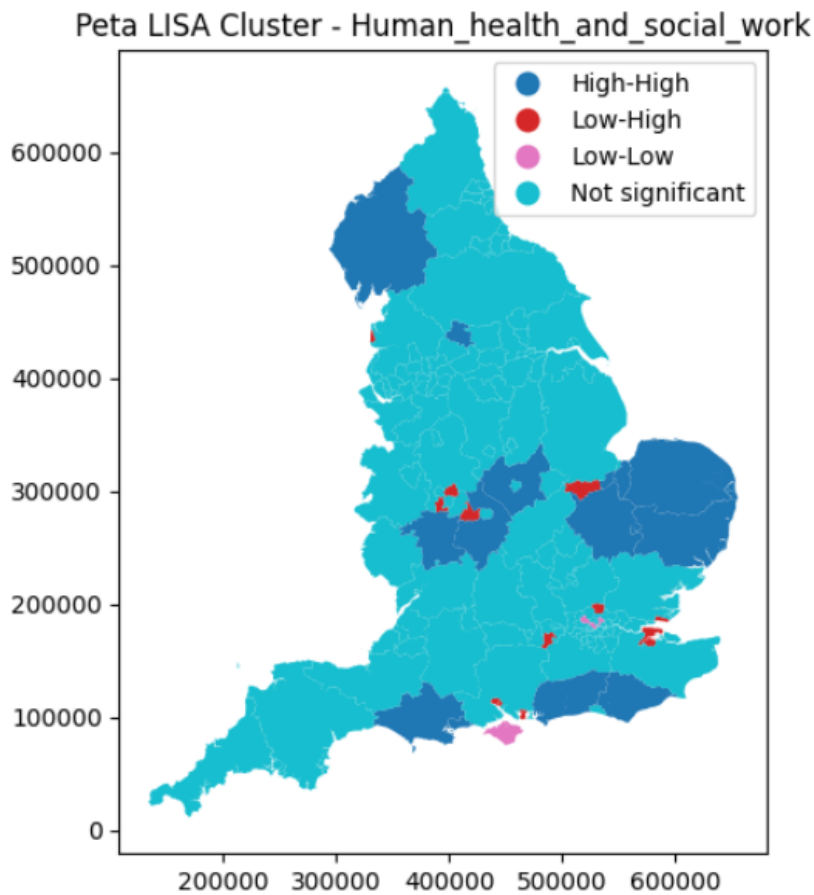 Peta LISA Cluster - Human_health_and_social_work
High-High
Low-High
Low-Low
Not significant
600000
500000
400000
300000
200000
100000
0
200000 300000 400000 500000 600000